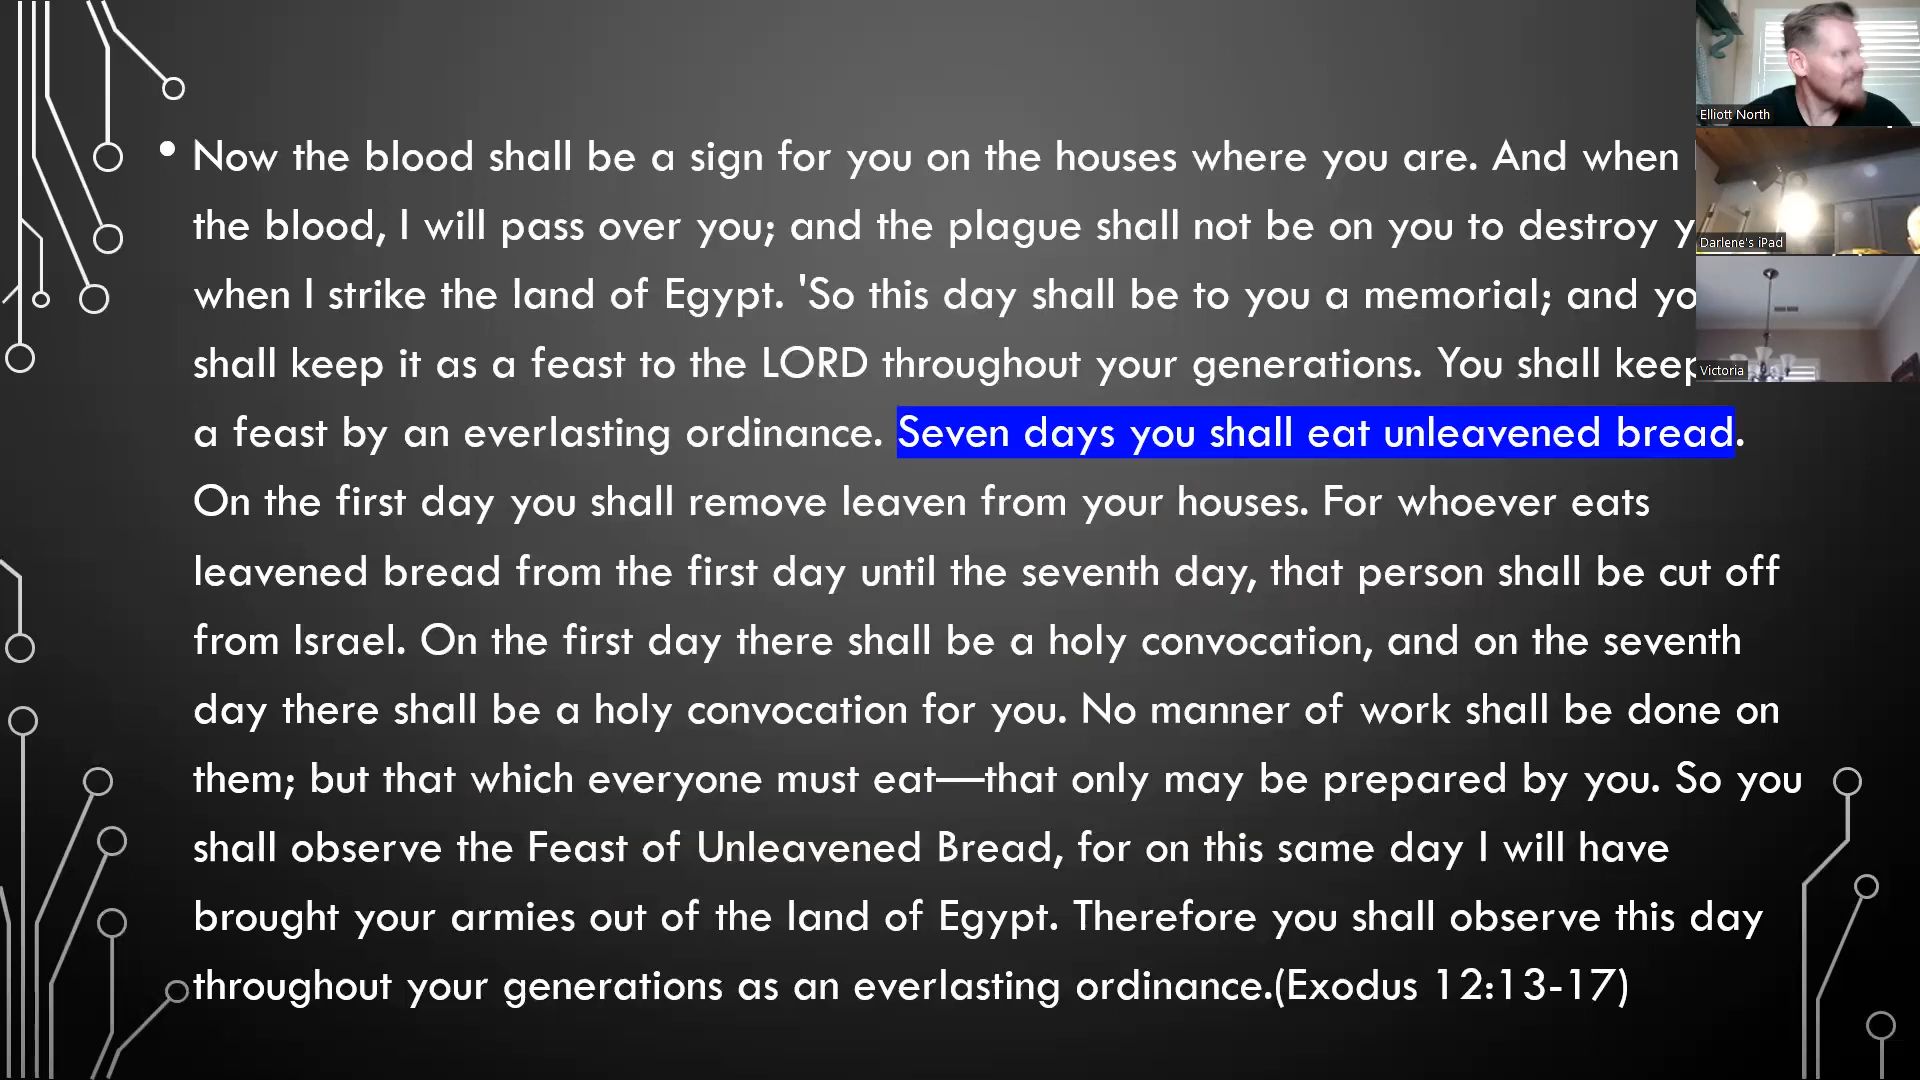 • Now the blood shall be a sign for you on the houses where you are. And when
the blood, I will pass over you; and the plague shall not be on you to destroy y
when I strike the land of Egypt. 'So this day shall be to you a memorial; and yo
shall keep it as a feast to the LORD throughout your generations. You shall keep
a feast by an everlasting ordinance. Seven days you shall eat unleavened bread.
On the first day you shall remove leaven from your houses. For whoever eats
leavened bread from the first day until the seventh day, that person shall be cut off
from Israel. On the first day there shall be a holy convocation, and on the seventh
day there shall be a holy convocation for you. No manner of work shall be done on
them; but that which everyone must eat—that only may be prepared by you. So you
shall observe the Feast of Unleavened Bread, for on this same day I will have
brought your armies out of the land of Egypt. Therefore you shall observe this day
throughout your generations as an everlasting ordinance.(Exodus 12:13-17)
Elliott North
Darlene's iPad
Victoria